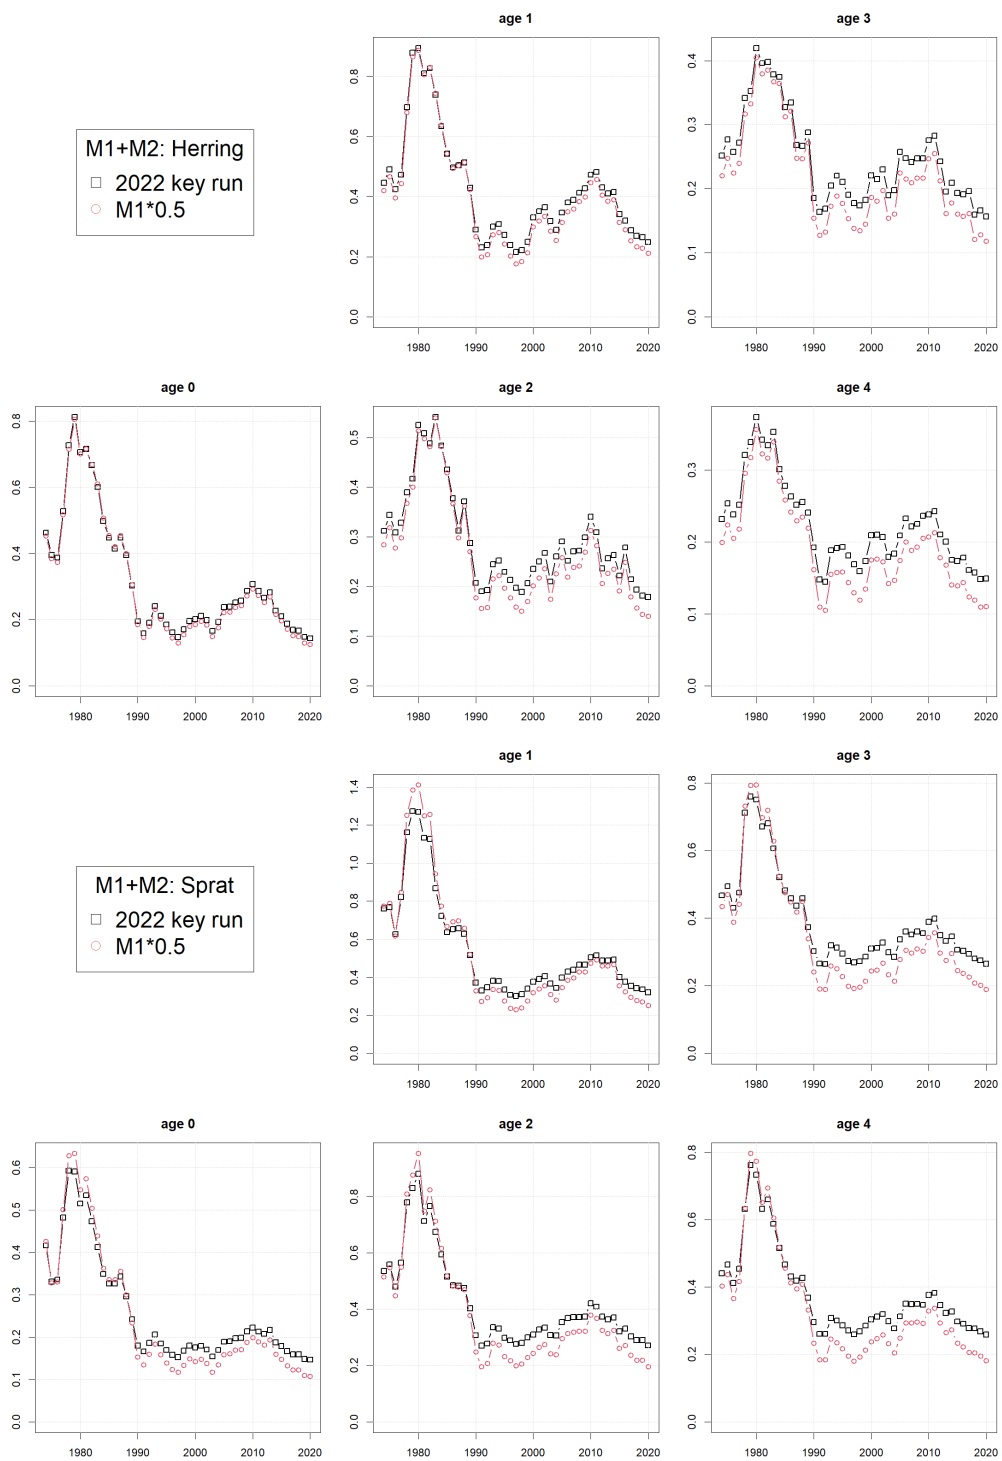 age 1
age 3
M1+M2: Herring
2022 key run
M1*0.5
0.0 0.2 0.4 0.6 0.8
1980 1990 2000 2010 2020
0.0 0.1 0.2 0.3 0.4
1980 1990 2000 2010 2020
age 0
age 2
age 4
0.0 0.2 0.4 0.6 0.8
1980 1990 2000 2010 2020
0.0 0.1 0.2 0.3 0.4 0.5
1980 1990 2000 2010 2020
0.0 0.1 0.2 0.3
1980 1990 2000 2010 2020
age 1
age 3
M1+M2: Sprat
2022 key run
M1*0.5
0.0 0.2 0.4 0.6 0.8 1.0 1.2 1.4
1980 1990 2000 2010 2020
0.0 0.2 0.4 0.6 0.8
1980 1990 2000 2010 2020
age 0
age 2
age 4
0.0 0.1 0.2 0.3 0.4 0.5 0.6
1980 1990 2000 2010 2020
0.0 0.2 0.4 0.6 0.8
1980 1990 2000 2010 2020
0.0 0.2 0.4 0.6 0.8
1980 1990 2000 2010 2020